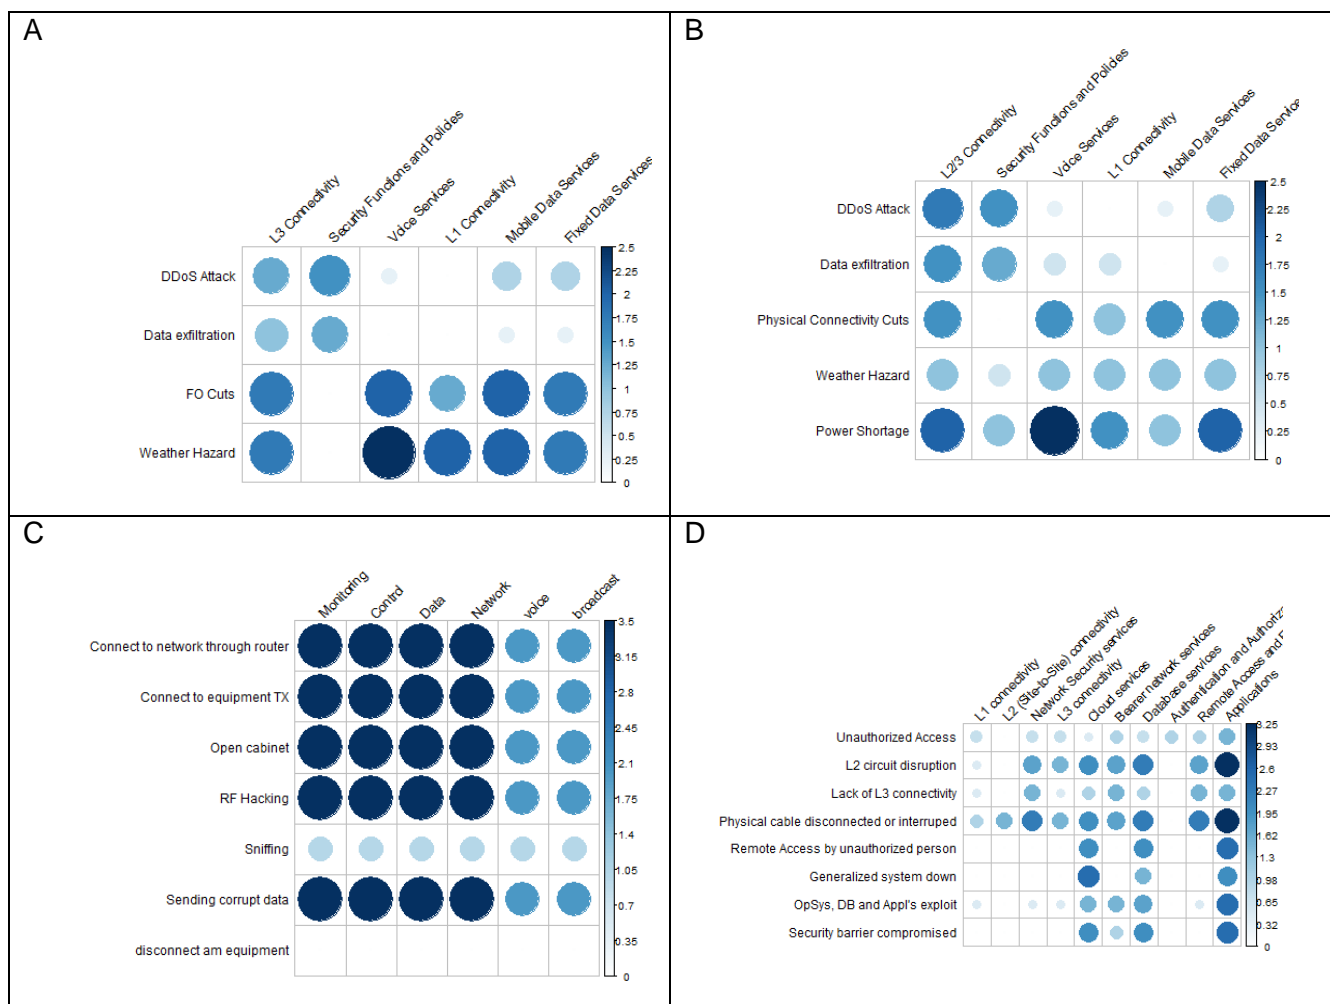 A
L3 Connectivity
Security Functions and Policies
Voice Services
L1 Connectivity
Mobile Data Services
Fixed Data Services
DDoS Attack
Data exfiltration
FO Cuts
Weather Hazard
2.5
2.25
2
1.75
1.5
1.25
1
0.75
0.5
0.25
0
B
L2/3 Connectivity
Security Functions and Policies
Voice Services
L1 Connectivity
Mobile Data Services
Fixed Data Service
DDoS Attack
Data exfiltration
Physical Connectivity Cuts
Weather Hazard
Power Shortage
2.5
2.25
2
1.75
1.5
1.25
1
0.75
0.5
0.25
0
C
Monitoring
Control
Data
Network
voice
broadcast
Connect to network through router
Connect to equipment TX
Open cabinet
RF Hacking
Sniffing
Sending corrupt data
disconnect am equipment
3.5
3.15
2.8
2.45
2.1
1.75
1.4
1.05
0.7
0.35
0
D
L1 connectivity
L2 (Site-to-Site) connectivity
Network Security services
L3 connectivity
Cloud services
Bearer network services
Database services
Authentication and Authoriz
Remote Access and
Applications
Unauthorized Access
L2 circuit disruption
Lack of L3 connectivity
Physical cable disconnected or interruped
Remote Access by unauthorized person
Generalized system down
OpSys, DB and Appl's exploit
Security barrier compromised
3.25
2.93
2.6
2.27
1.95
1.62
1.3
0.98
0.65
0.32
0